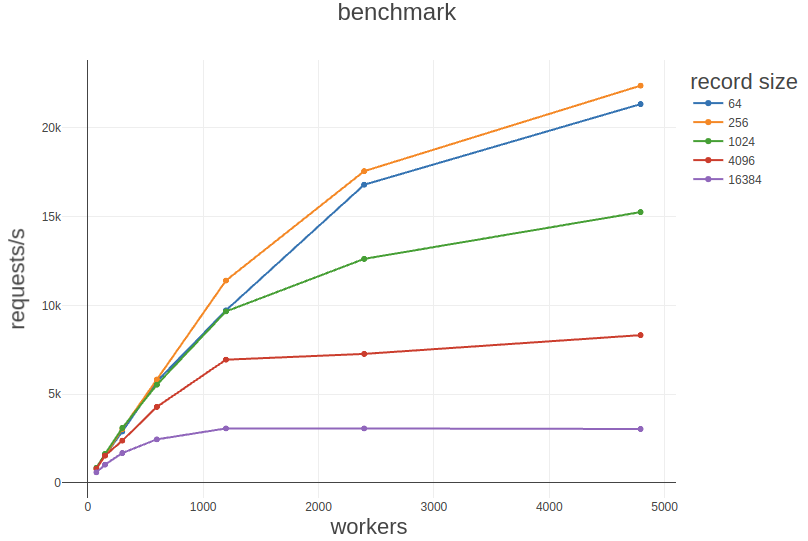 benchmark
record size
64
256
1024
4096
16384
requests/s
20k
15k
10k
5k
0
0 1000 2000 3000 4000 5000
workers